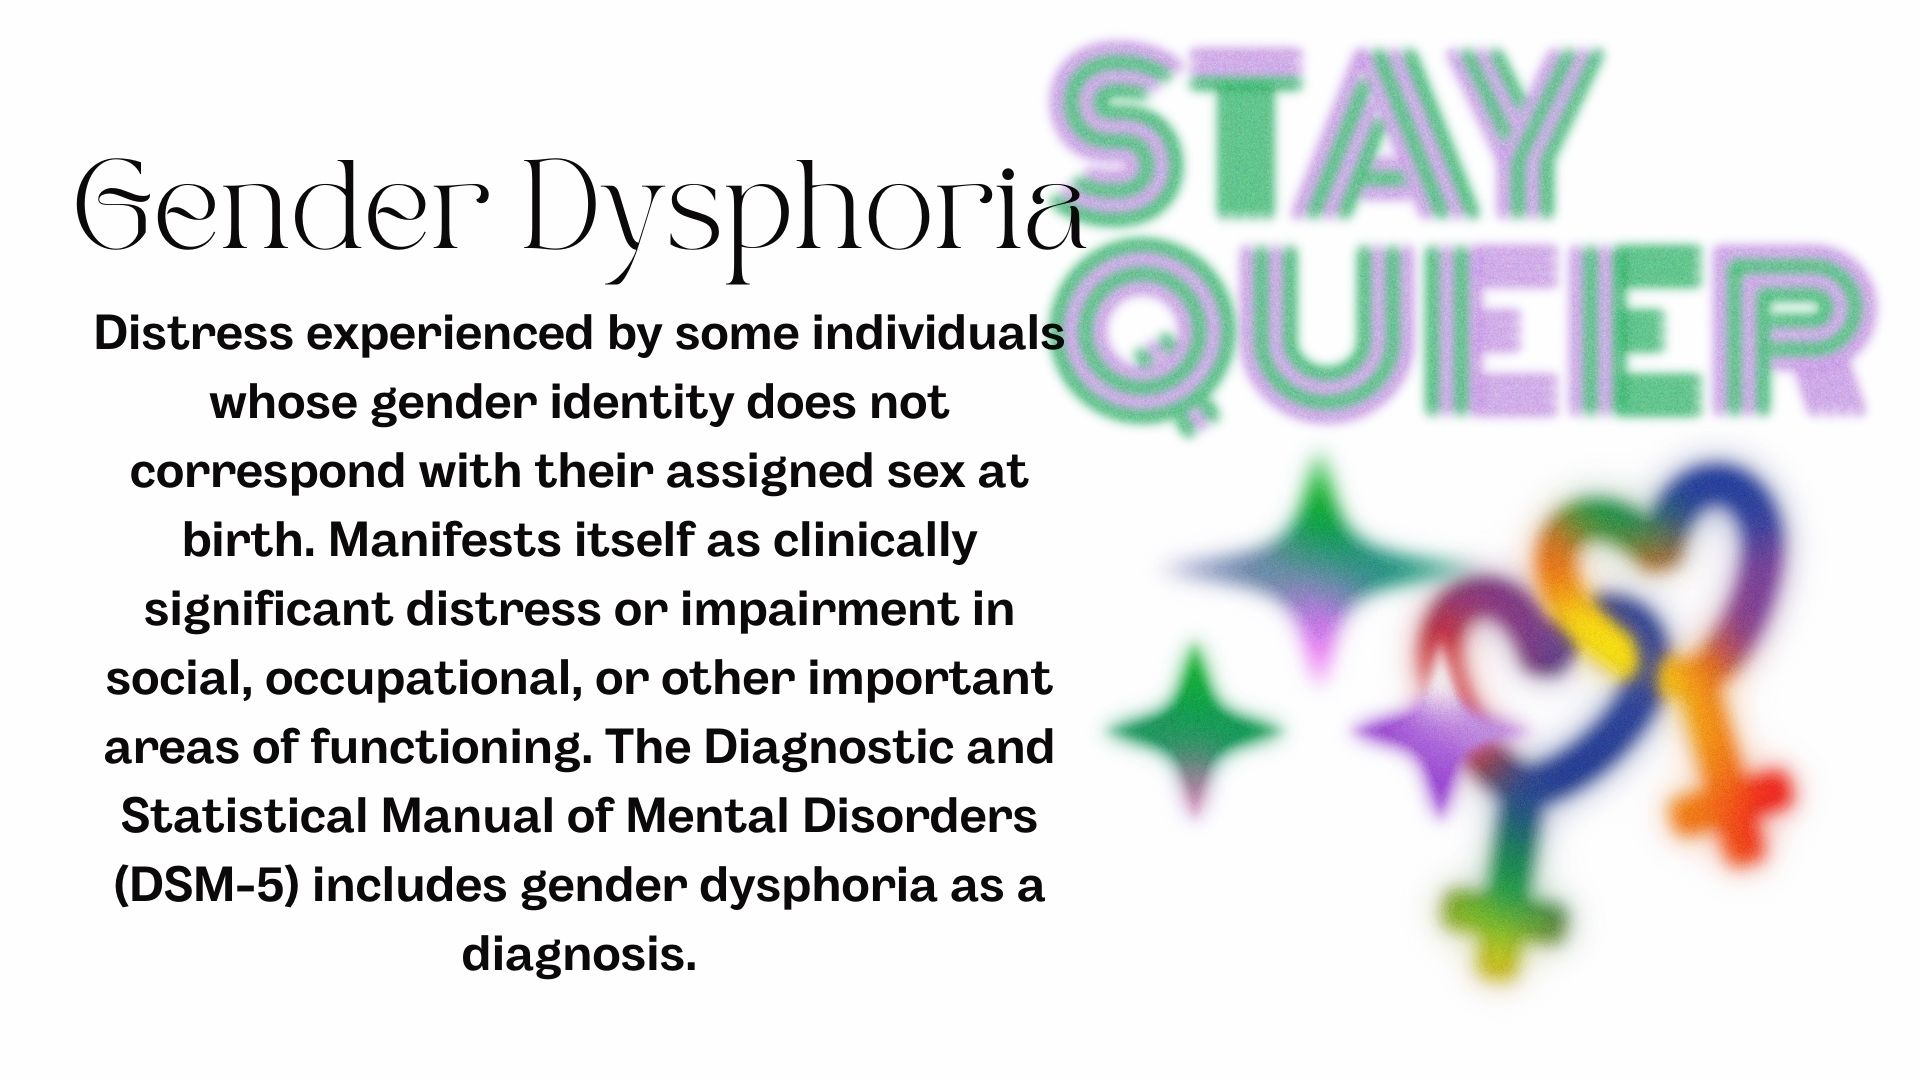 STAY
QUEER
Gender Dysphoria
Distress experienced by some individuals
whose gender identity does not
correspond with their assigned sex at
birth. Manifests itself as clinically
significant distress or impairment in
social, occupational, or other important
areas of functioning. The Diagnostic and
Statistical Manual of Mental Disorders
(DSM-5) includes gender dysphoria as a
diagnosis.